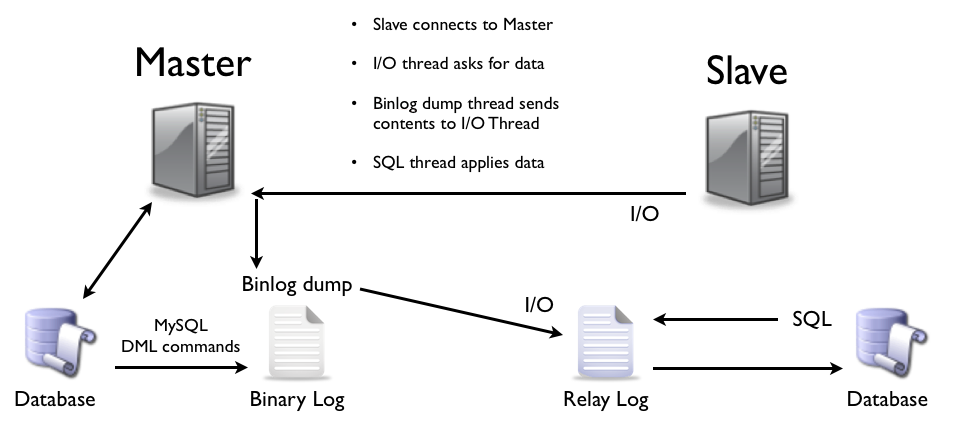 • Slave connects to Master
Master
• I/O thread asks for data
Slave
• Binlog dump thread sends
contents to I/O Thread
• SQL thread applies data
I/O
Binlog dump
I/O
SQL
MySQL
DML commands
Database
Binary Log
Relay Log
Database